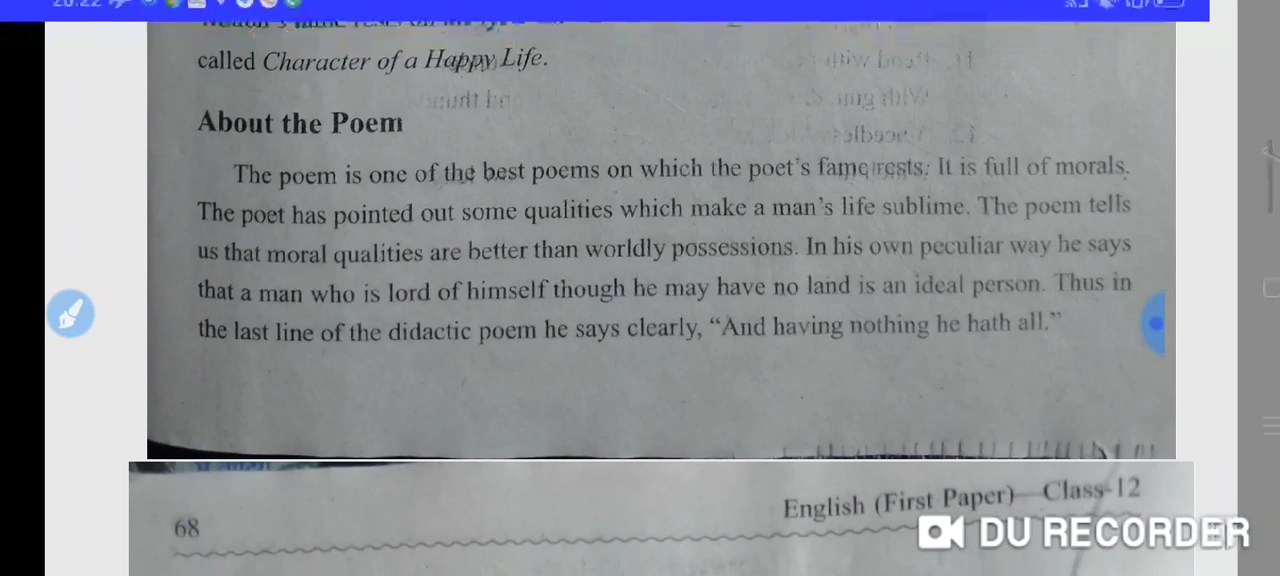 20:22
called Character of a Happy Life.
About the Poem
The poem is one of the best poems on which the poet's fame rests. It is full of morals.
The poet has pointed out some qualities which make a man's life sublime. The poem tells
us that moral qualities are better than worldly possessions. In his own peculiar way he says
that a man who is lord of himself though he may have no land is an ideal person. Thus in
the last line of the didactic poem he says clearly, “And having nothing he hath all.”
68
English (First Paper)—Class-12
DU RECORDER